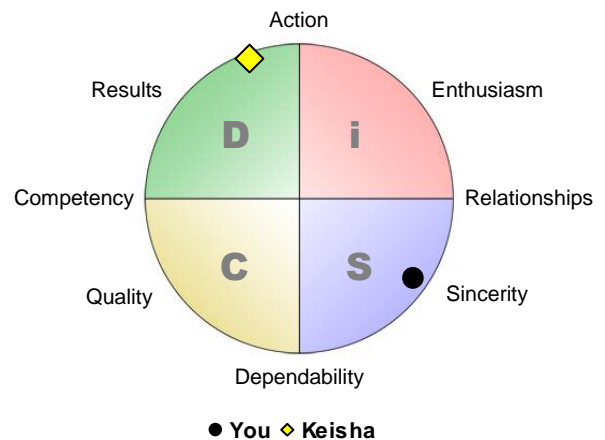 Action
Results
Enthusiasm
D
i
Competency
Relationships
C
S
Quality
Sincerity
Dependability
You Keisha